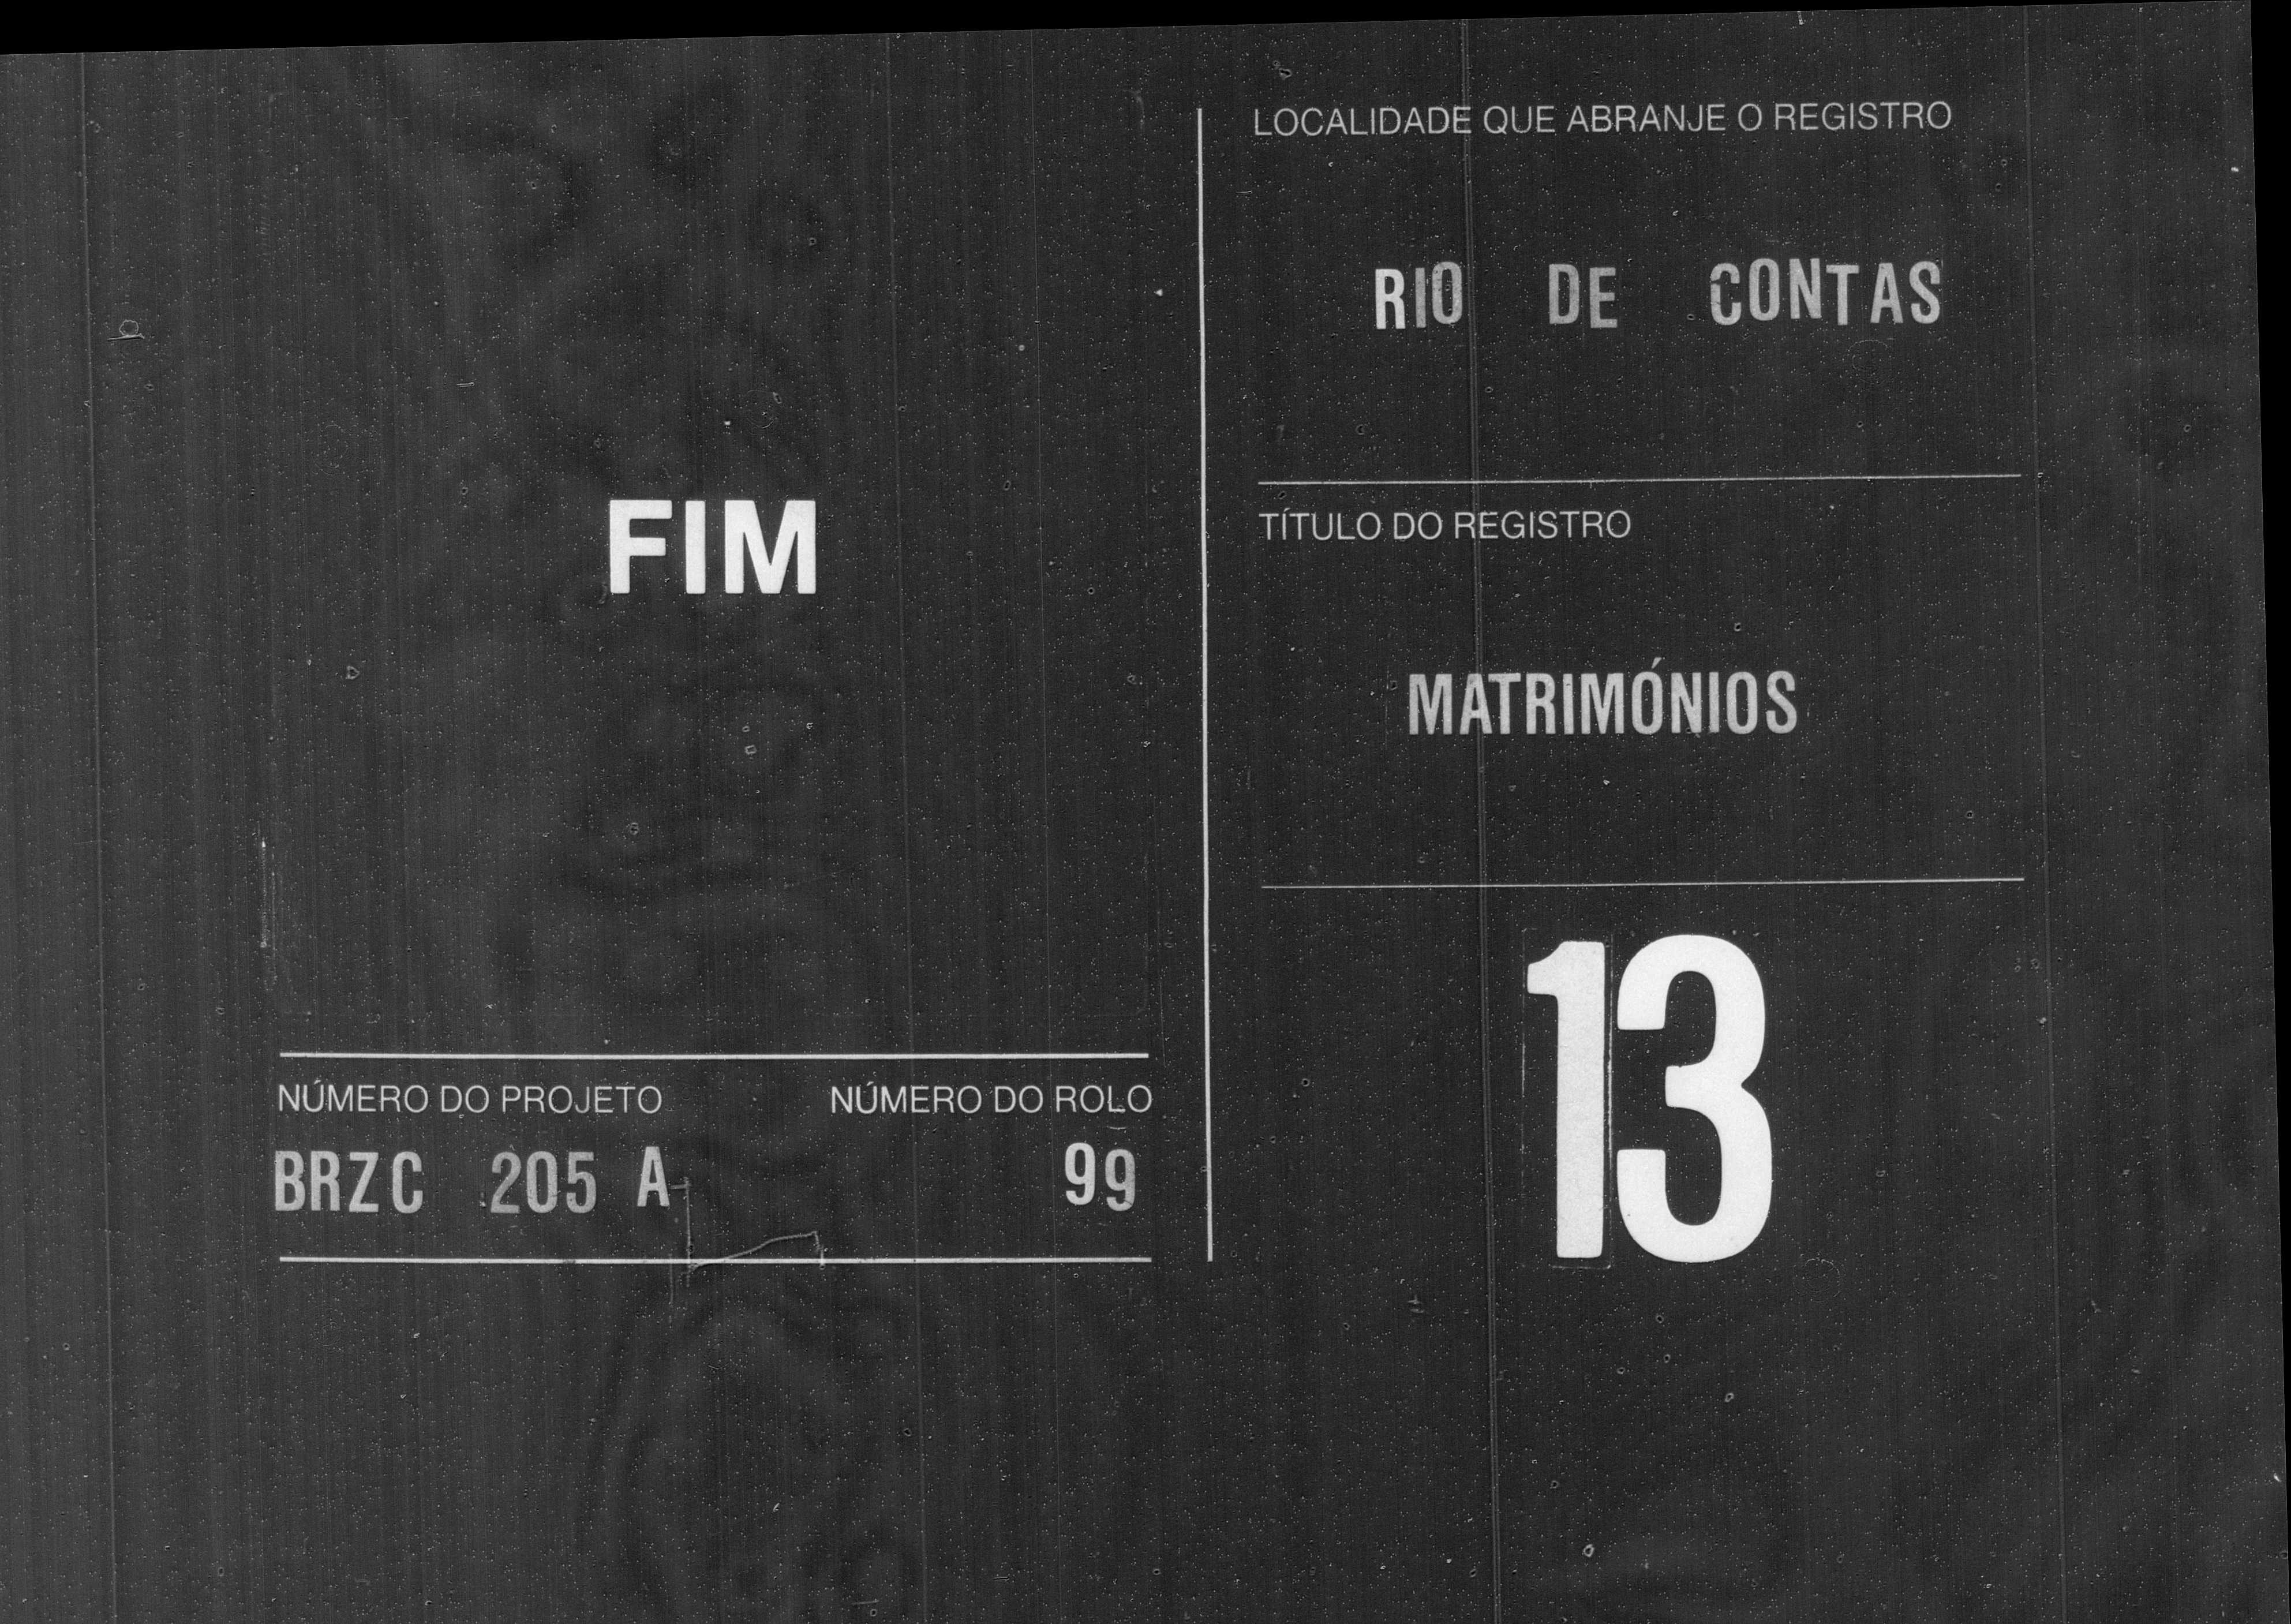 FIM
NÚMERO DO PROJETO
NÚMERO DO ROLO
BRZC 205 A
99
LOCALIDADE QUE ABRANJE O REGISTRO
RIO DE CONTAS
TÍTULO DO REGISTRO
MATRIMÓNIOS
13